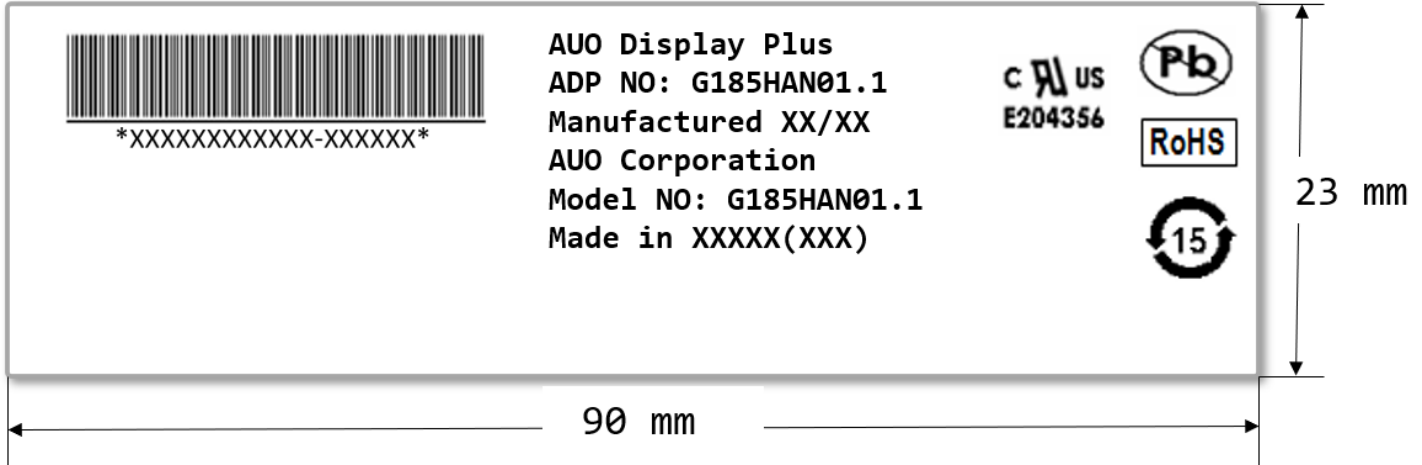 *XXXXXXXXXXXX-XXXXXX*
AUO Display Plus
ADP NO: G185HAN01.1
Manufactured XX/XX
AUO Corporation
Model NO: G185HAN01.1
Made in XXXXX(XXX)
C US
E204356
Pb
RoHS
15
23 mm
90 mm